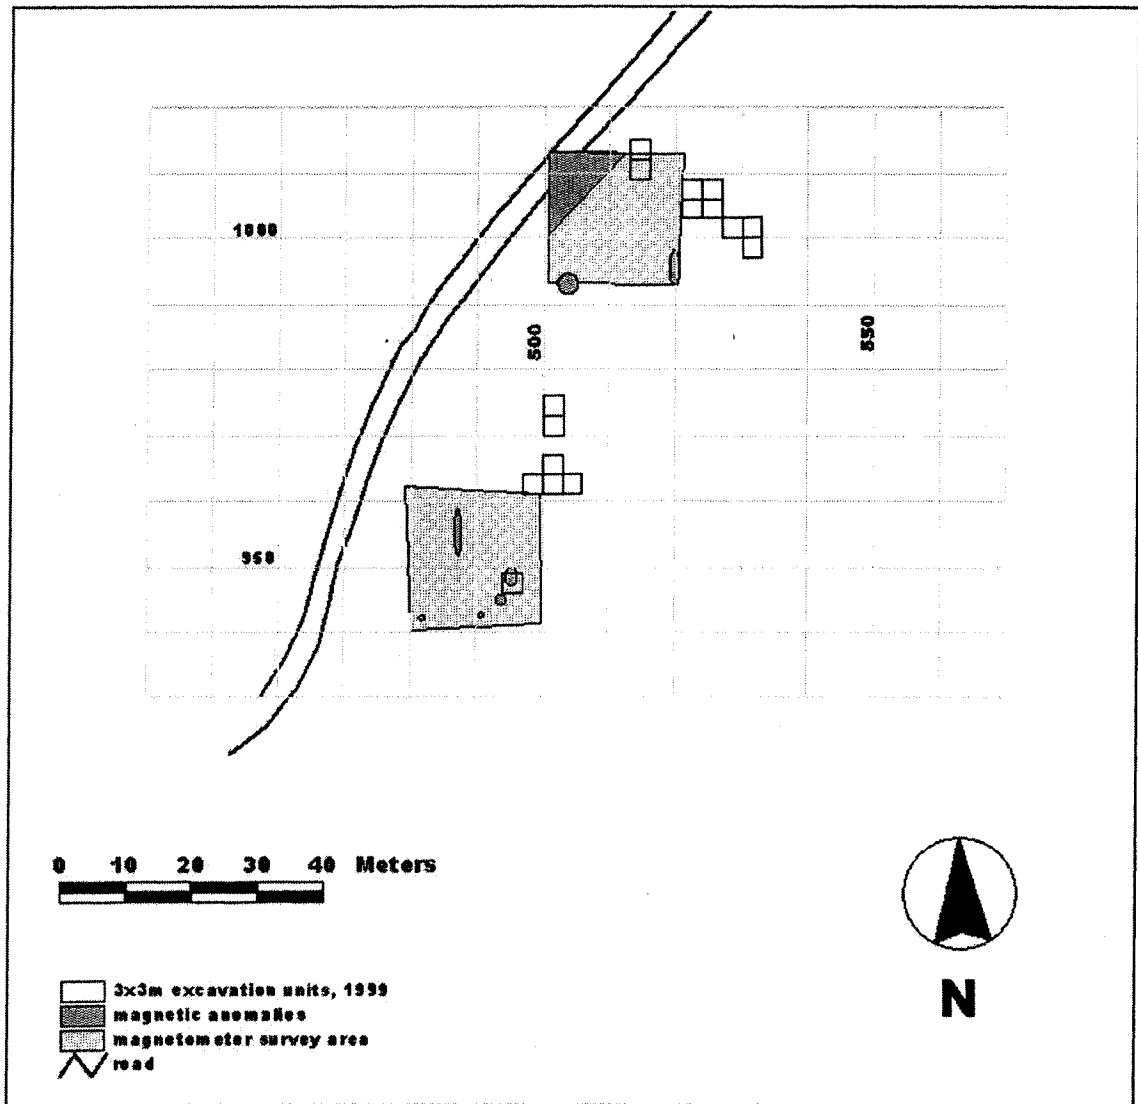 1000
500
550
950
0 10 20 30 40 Meters
N
3x3m excavation units, 1999
magnetic anomalies
magnetometer survey area
road